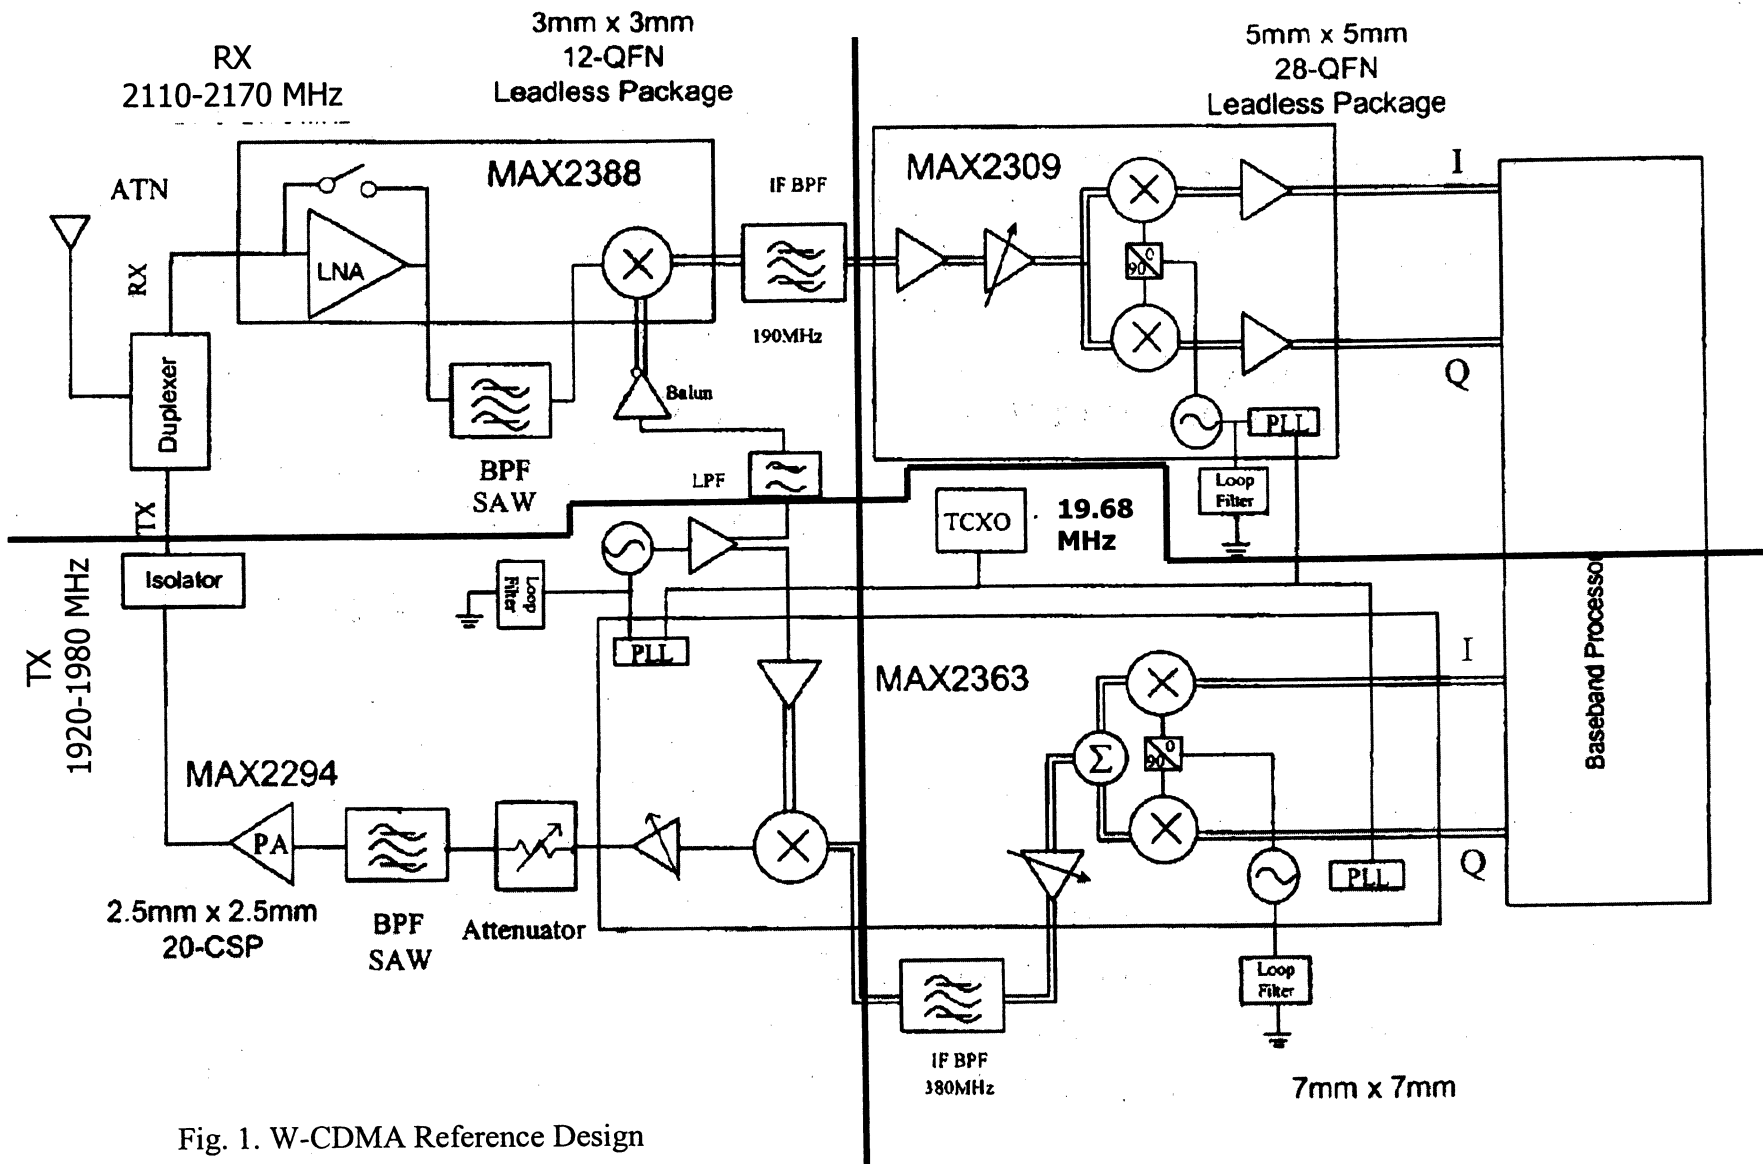 3mm x 3mm
12-QFN
Leadless Package
5mm x 5mm
28-QFN
Leadless Package
RX
2110-2170 MHz
ATN
MAX2388
IF BPF
MAX2309
I
RX
LNA
90 0
190MHz
Duplexer
Balun
Q
BPF
SAW
LPF
PLL
Loop
Filter
TX
TCXO
19.68
MHz
Isolator
Loop
Filter
PLL
TX
1920-1980 MHz
MAX2363
I
Baseband Processo
Σ
90 0
MAX2294
PA
2.5mm x 2.5mm
20-CSP
BPF
SAW
Attenuator
PLL
Q
Loop
Filter
IF BPF
380MHz
7mm x 7mm
Fig. 1. W-CDMA Reference Design